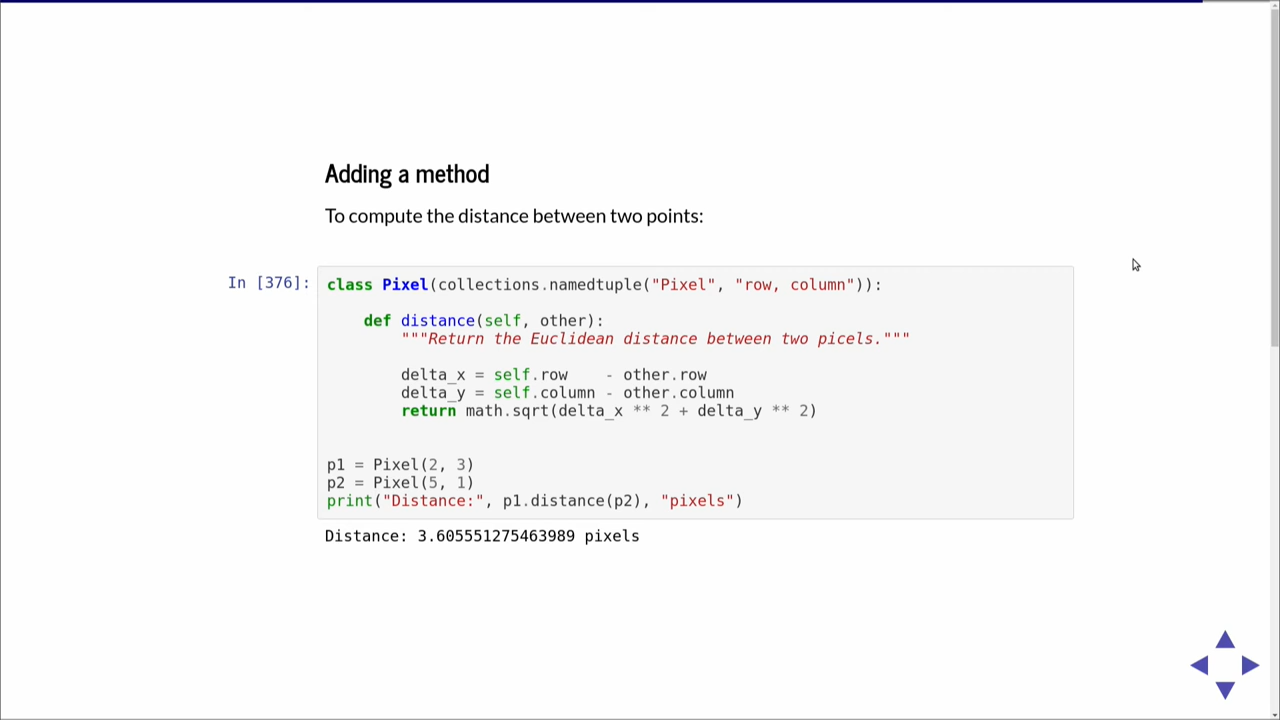 Adding a method
To compute the distance between two points:
In [376]:
class Pixel(collections.namedtuple("Pixel", "row, column")):
def distance(self, other):
"""Return the Euclidean distance between two picels."""
delta_x = self.row    - other.row
delta_y = self.column - other.column
return math.sqrt(delta_x ** 2 + delta_y ** 2)
p1 = Pixel(2, 3)
p2 = Pixel(5, 1)
print("Distance:", p1.distance(p2), "pixels")
Distance: 3.605551275463989 pixels